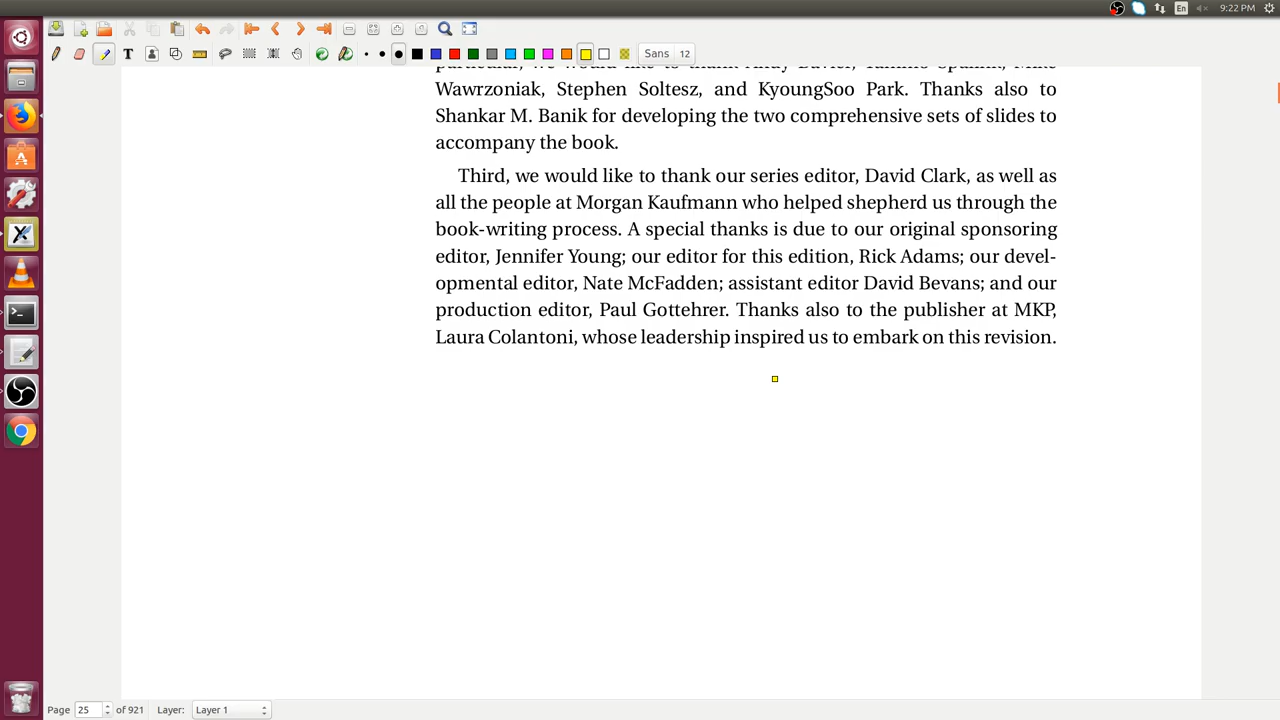 En 9:22 PM
Sans 12
Wawrzoniak, Stephen Soltesz, and KyoungSoo Park. Thanks also to
Shankar M. Banik for developing the two comprehensive sets of slides to
accompany the book.
Third, we would like to thank our series editor, David Clark, as well as
all the people at Morgan Kaufmann who helped shepherd us through the
book-writing process. A special thanks is due to our original sponsoring
editor, Jennifer Young; our editor for this edition, Rick Adams; our devel-
opmental editor, Nate McFadden; assistant editor David Bevans; and our
production editor, Paul Gottehrer. Thanks also to the publisher at MKP,
Laura Colantoni, whose leadership inspired us to embark on this revision.
Page 25 of 921 Layer: Layer 1